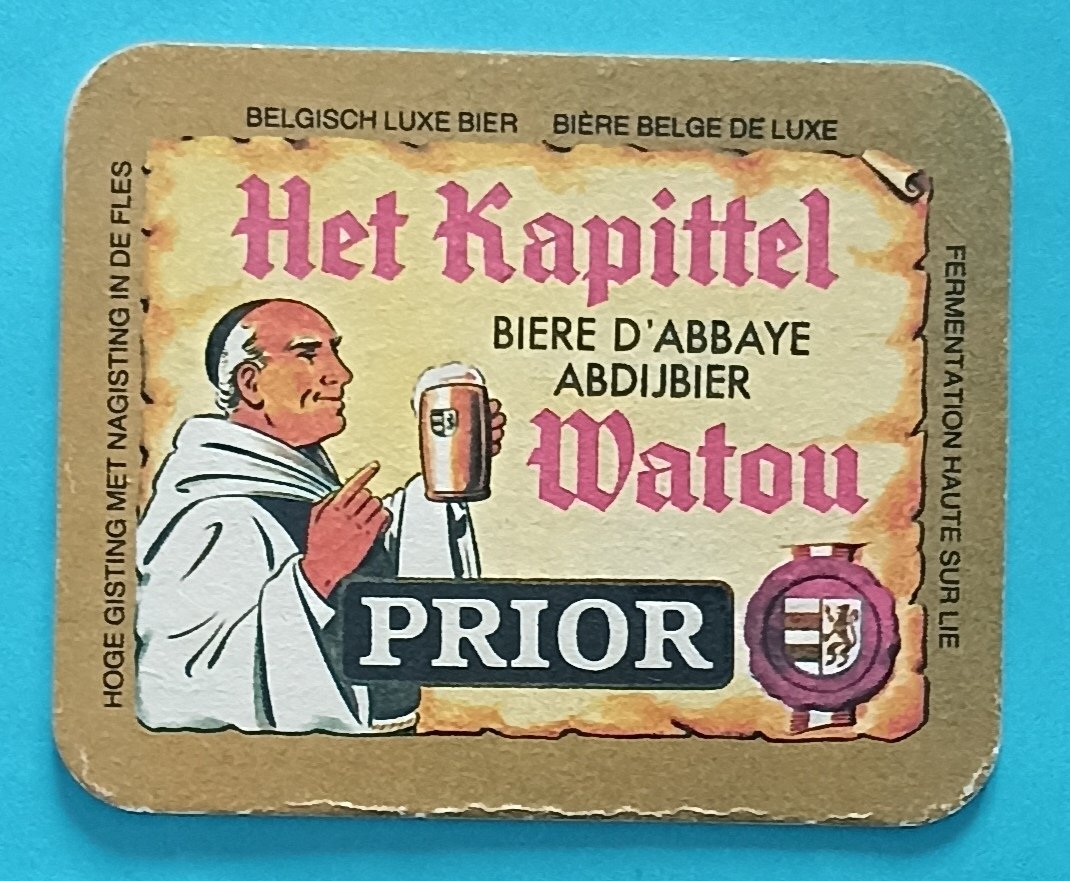 BELGISCH LUXE BIER BIÈRE BELGE DE LUXE
HOGE GISTING MET NAGISTING IN DE FLES
Het Kapittel
BIERE D'ABBAYE
ABDIJBIER
Watou
PRIOR
FERMENTATION HAUTE SUR LIE